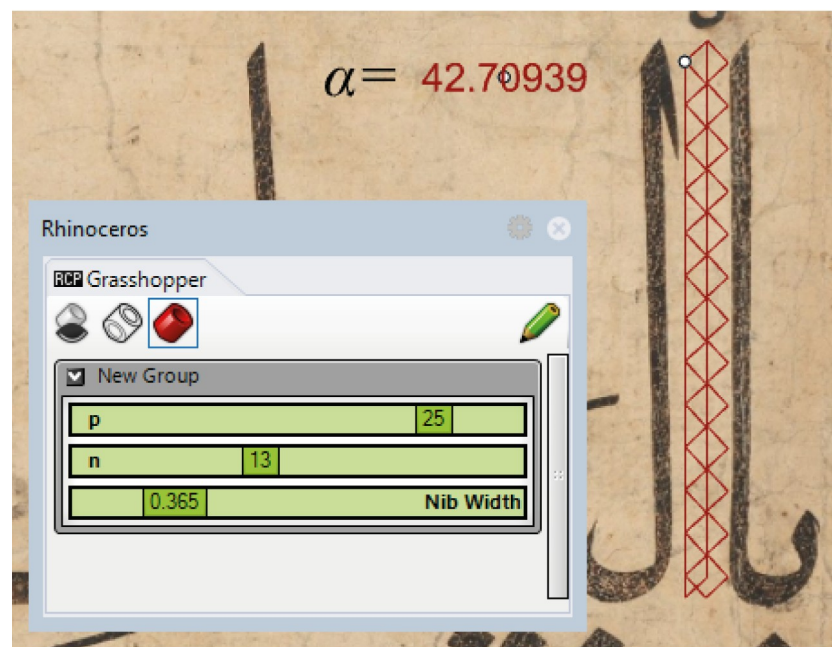 α= 42.70939
Rhinoceros
RCP Grasshopper
New Group
p 25
n 13
0.365 Nib Width